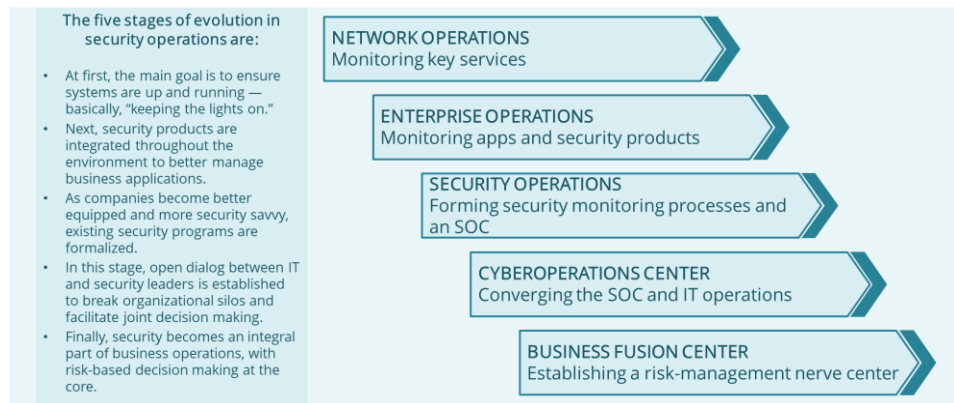 The five stages of evolution in
security operations are:
• At first, the main goal is to ensure
systems are up and running —
basically, “keeping the lights on.”
• Next, security products are
integrated throughout the
environment to better manage
business applications.
• As companies become better
equipped and more security savvy,
existing security programs are
formalized.
• In this stage, open dialog between IT
and security leaders is established
to break organizational silos and
facilitate joint decision making.
• Finally, security becomes an integral
part of business operations, with
risk-based decision making at the
core.
NETWORK OPERATIONS
Monitoring key services
ENTERPRISE OPERATIONS
Monitoring apps and security products
SECURITY OPERATIONS
Forming security monitoring processes and
an SOC
CYBEROPERATIONS CENTER
Converging the SOC and IT operations
BUSINESS FUSION CENTER
Establishing a risk-management nerve center